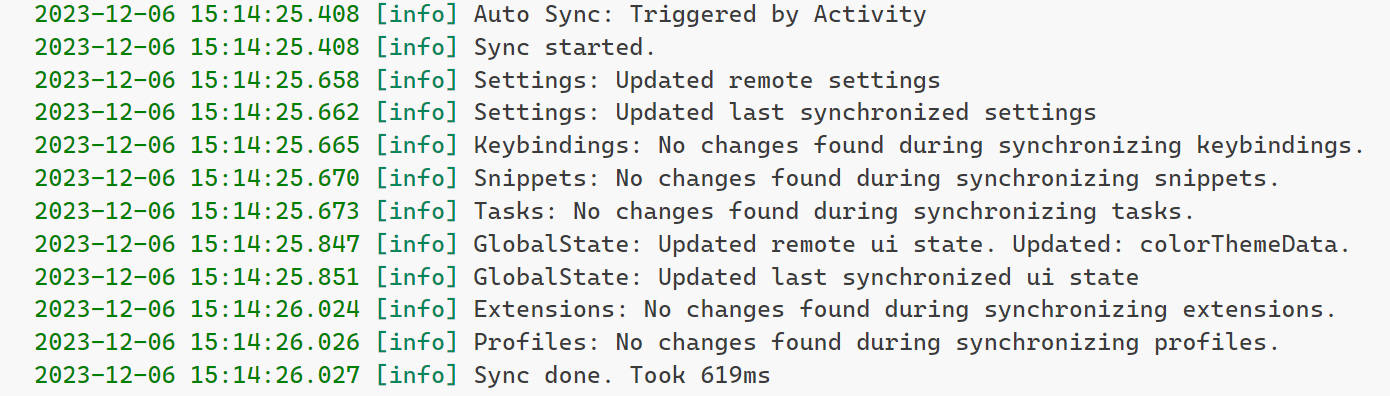 2023-12-06 15:14:25.408 [info] Auto Sync: Triggered by Activity
2023-12-06 15:14:25.408 [info] Sync started.
2023-12-06 15:14:25.658 [info] Settings: Updated remote settings
2023-12-06 15:14:25.662 [info] Settings: Updated last synchronized settings
2023-12-06 15:14:25.665 [info] Keybindings: No changes found during synchronizing keybindings.
2023-12-06 15:14:25.670 [info] Snippets: No changes found during synchronizing snippets.
2023-12-06 15:14:25.673 [info] Tasks: No changes found during synchronizing tasks.
2023-12-06 15:14:25.847 [info] GlobalState: Updated remote ui state. Updated: colorThemeData.
2023-12-06 15:14:25.851 [info] GlobalState: Updated last synchronized ui state
2023-12-06 15:14:26.024 [info] Extensions: No changes found during synchronizing extensions.
2023-12-06 15:14:26.026 [info] Profiles: No changes found during synchronizing profiles.
2023-12-06 15:14:26.027 [info] Sync done. Took 619ms